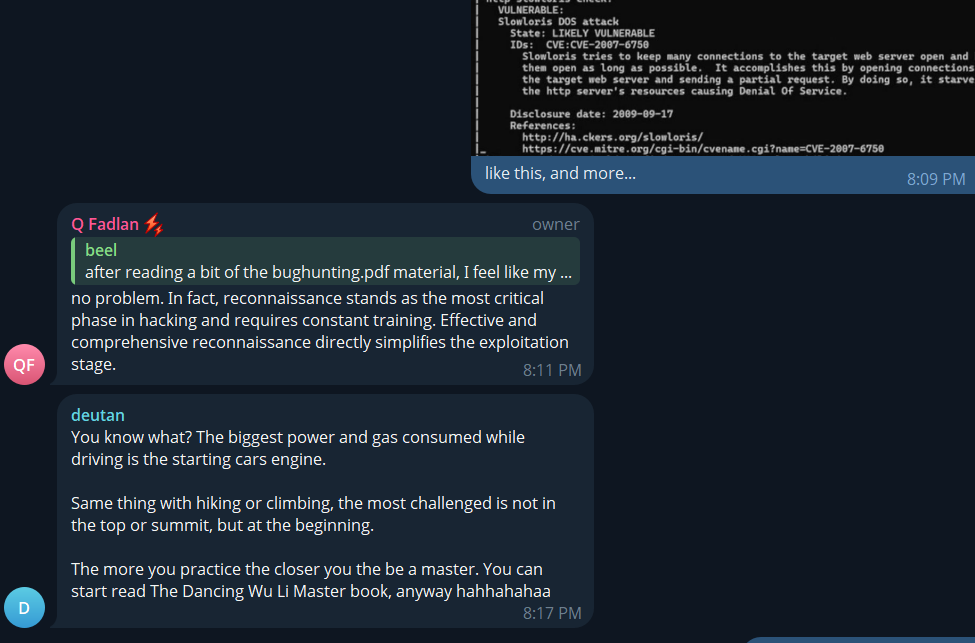 VULNERABLE:
Slowloris DOS attack
State: LIKELY VULNERABLE
IDs: CVE:CVE-2007-6750
Slowloris tries to keep many connections to the target web server open and
them open as long as possible. It accomplishes this by opening connections
the target web server and sending a partial request. By doing so, it starve
the http server's resources causing Denial Of Service.
Disclosure date: 2009-09-17
References:
http://ha.ckers.org/slowloris/
https://cve.mitre.org/cgi-bin/cvename.cgi?name=CVE-2007-6750
like this, and more...
8:09 PM
Q Fadlan
owner
beel
after reading a bit of the bughunting.pdf material, I feel like my ...
no problem. In fact, reconnaissance stands as the most critical
phase in hacking and requires constant training. Effective and
comprehensive reconnaissance directly simplifies the exploitation
stage.
8:11 PM
QF
deutan
You know what? The biggest power and gas consumed while
driving is the starting cars engine.
Same thing with hiking or climbing, the most challenged is not in
the top or summit, but at the beginning.
The more you practice the closer you the be a master. You can
start read The Dancing Wu Li Master book, anyway hahhahahaa
8:17 PM
D